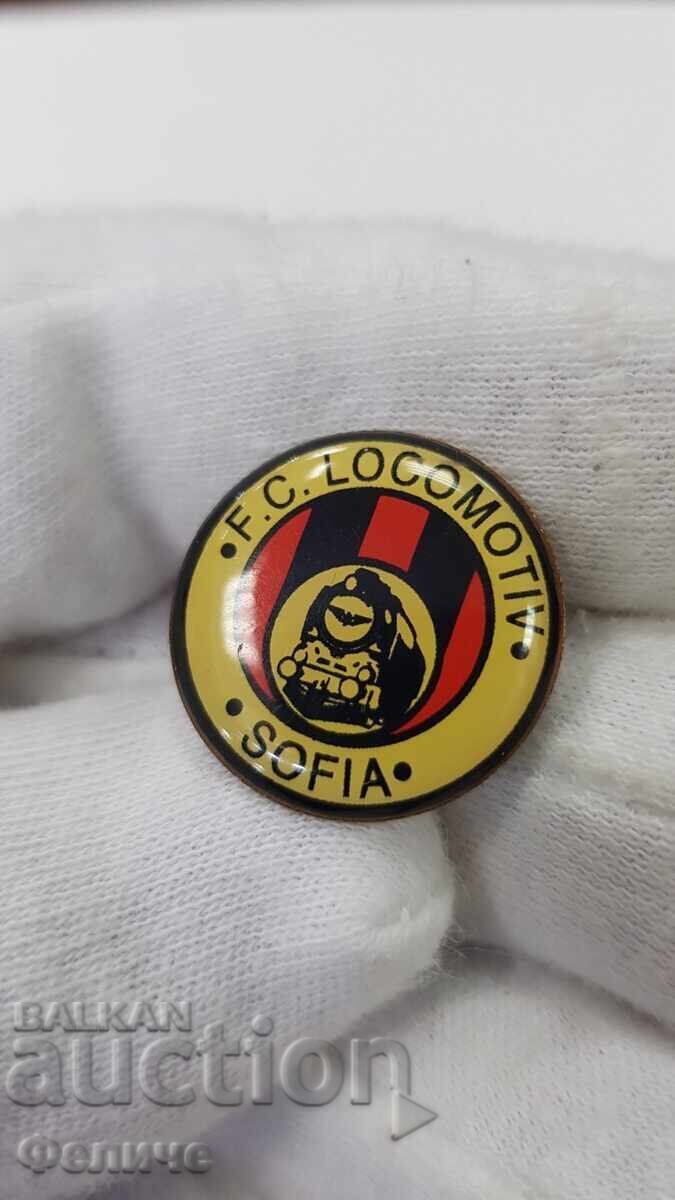 • F.C. LOCOMOTIV •
• SOFIA •
BALKAN
auction
Феличе